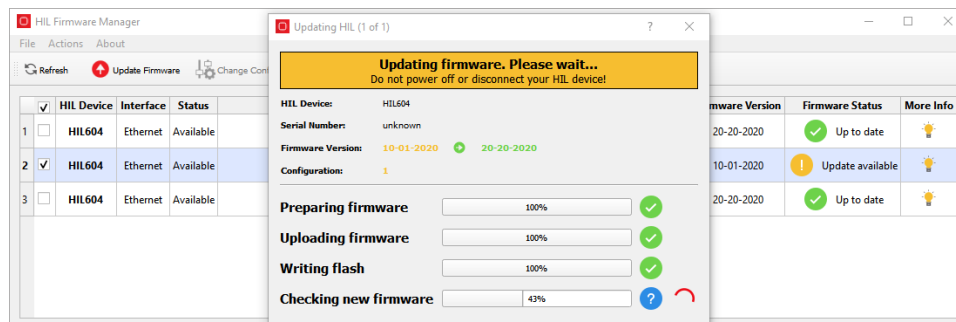 HIL Firmware Manager
File Actions About
Refresh Update Firmware Change Conf
HIL Device Interface Status mware Version Firmware Status More Info
1 HIL604 Ethernet Available 20-20-2020 Up to date
2 HIL604 Ethernet Available 10-01-2020 Update available
3 HIL604 Ethernet Available 20-20-2020 Up to date
Updating HIL (1 of 1)
Updating firmware. Please wait...
Do not power off or disconnect your HIL device!
HIL Device: HIL604
Serial Number: unknown
Firmware Version: 10-01-2020 20-20-2020
Configuration: 1
Preparing firmware 100%
Uploading firmware 100%
Writing flash 100%
Checking new firmware 43%